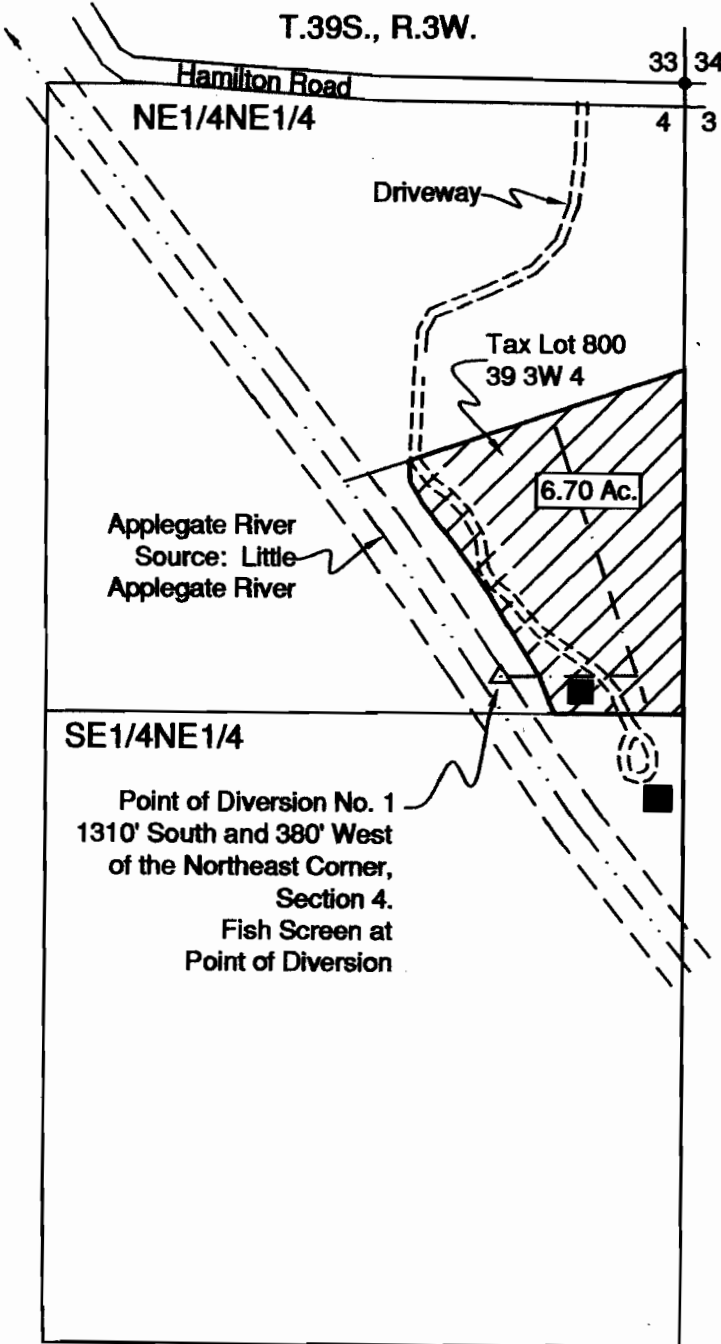 T.39S., R.3W.
33 34
Hamilton Road
NE1/4NE1/4
4 3
Driveway
Tax Lot 800
39 3W 4
6.70 Ac.
Applegate River
Source: Little
Applegate River
SE1/4NE1/4
Point of Diversion No. 1
1310' South and 380' West
of the Northeast Corner,
Section 4.
Fish Screen at
Point of Diversion